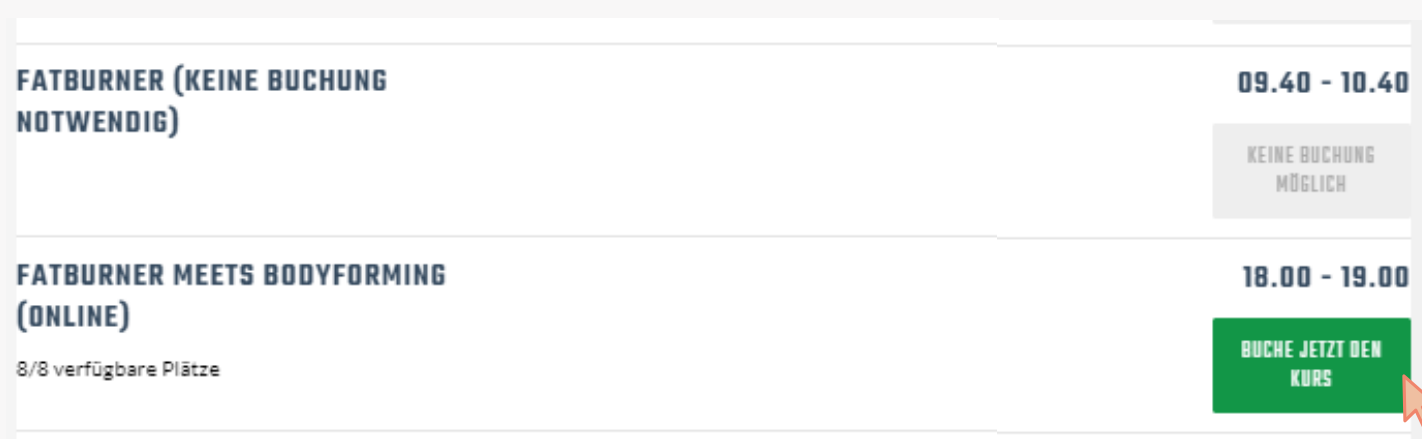 FATBURNER (KEINE BUCHUNG
NOTWENDIG)
09.40 - 10.40
KEINE BUCHUNG
MÖGLICH
FATBURNER MEETS BODYFORMING
(ONLINE)
8/8 verfügbare Plätze
18.00 - 19.00
BUCHE JETZT DEN
KURS